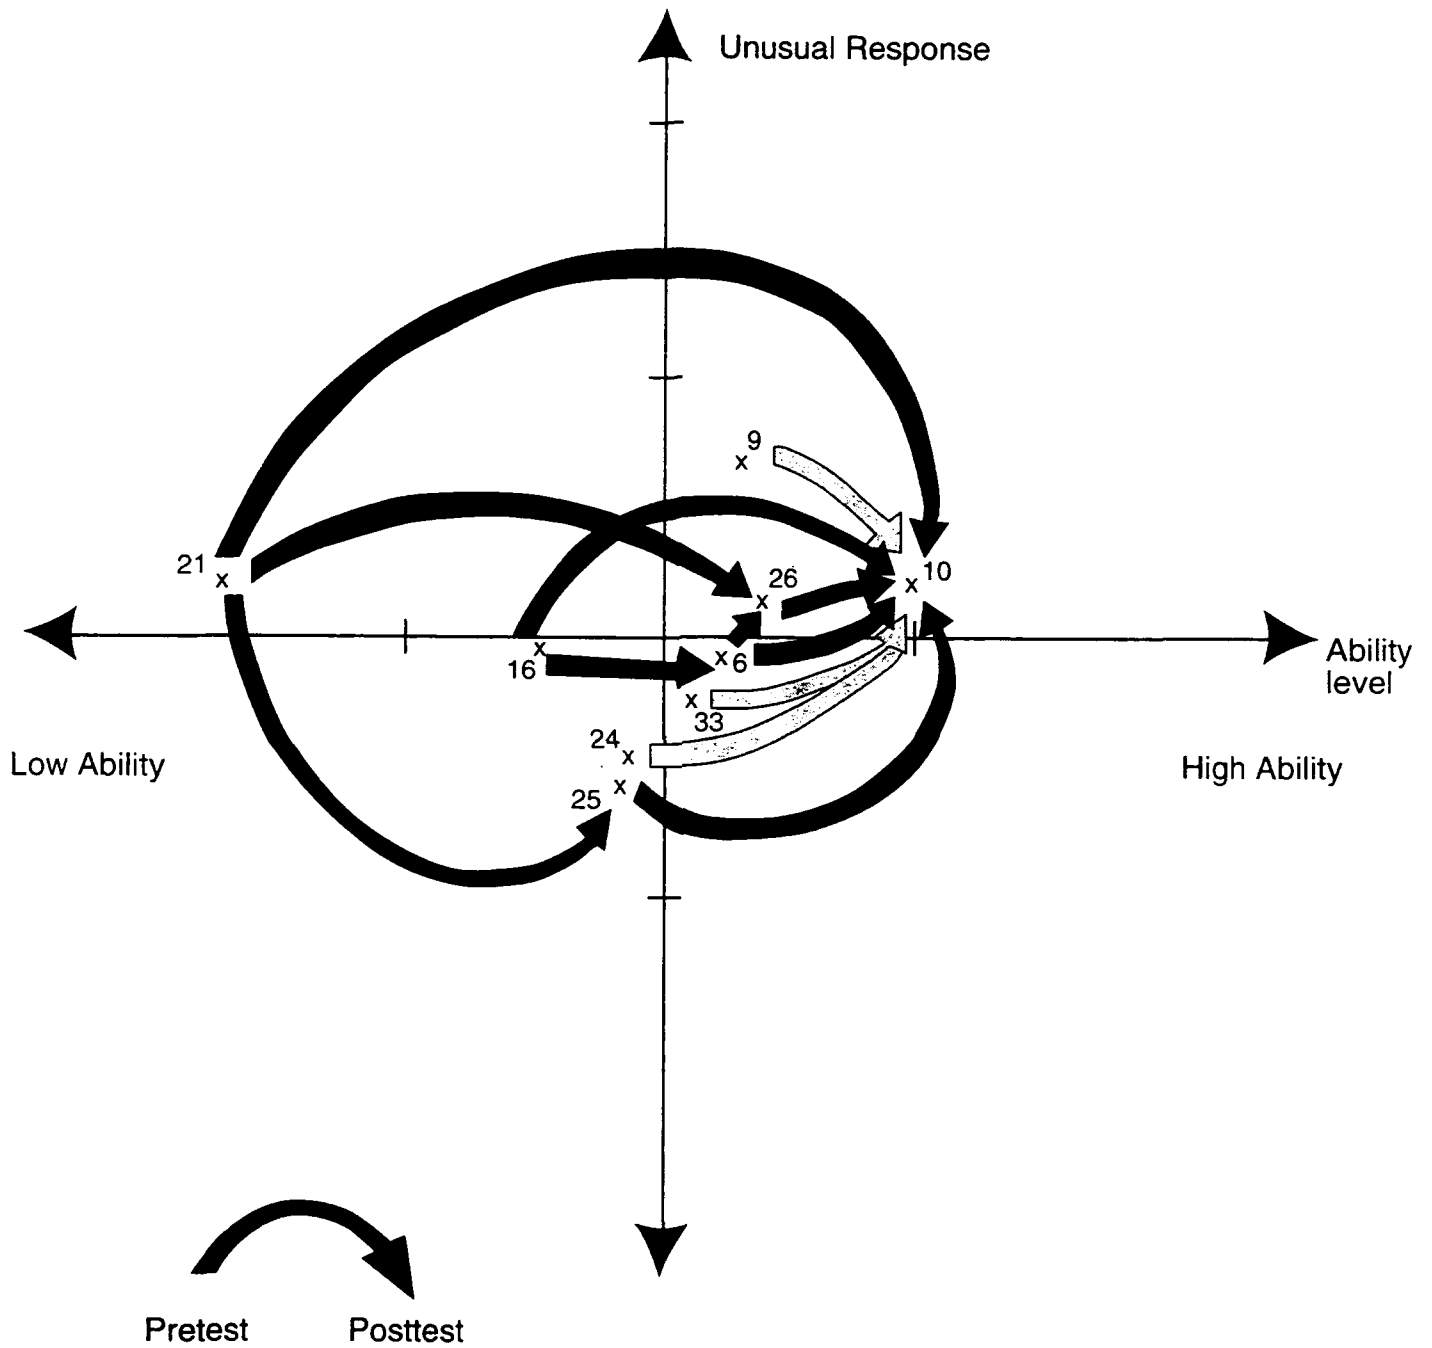 Unusual Response
9
21
26
10
16
6
Ability
level
33
24
Low Ability
High Ability
25
Pretest
Posttest